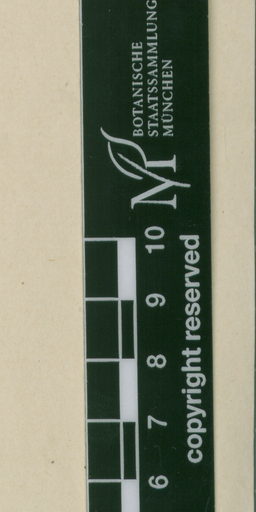 BOTANISCHE
STAATSSAMMLUNG
MÜNCHEN
6 7 8 9 10
copyright reserved